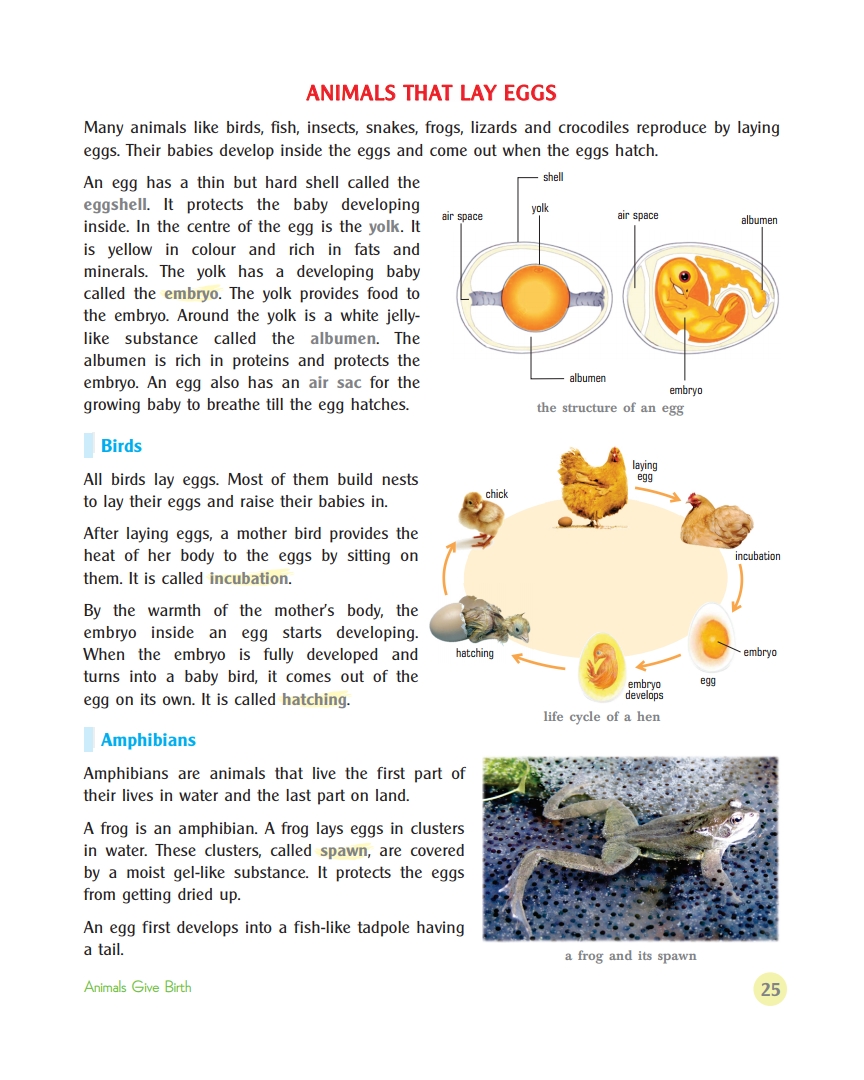 ANIMALS THAT LAY EGGS
Many animals like birds, fish, insects, snakes, frogs, lizards and crocodiles reproduce by laying
eggs. Their babies develop inside the eggs and come out when the eggs hatch.
An egg has a thin but hard shell called the
eggshell. It protects the baby developing
inside. In the centre of the egg is the yolk. It
is yellow in colour and rich in fats and
minerals. The yolk has a developing baby
called the embryo. The yolk provides food to
the embryo. Around the yolk is a white jelly-
like substance called the albumen. The
albumen is rich in proteins and protects the
embryo. An egg also has an air sac for the
growing baby to breathe till the egg hatches.
shell
air space
yolk
albumen
air space
albumen
embryo
the structure of an egg
Birds
All birds lay eggs. Most of them build nests
to lay their eggs and raise their babies in.
After laying eggs, a mother bird provides the
heat of her body to the eggs by sitting on
them. It is called incubation.
By the warmth of the mother's body, the
embryo inside an egg starts developing.
When the embryo is fully developed and
turns into a baby bird, it comes out of the
egg on its own. It is called hatching.
laying
egg
incubation
embryo
egg
embryo
develops
hatching
chick
life cycle of a hen
Amphibians
Amphibians are animals that live the first part of
their lives in water and the last part on land.
A frog is an amphibian. A frog lays eggs in clusters
in water. These clusters, called spawn, are covered
by a moist gel-like substance. It protects the eggs
from getting dried up.
An egg first develops into a fish-like tadpole having
a tail.
a frog and its spawn
Animals Give Birth
25